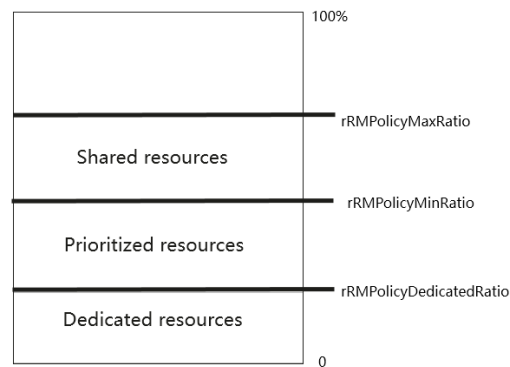 100%
rRMPolicyMaxRatio
Shared resources
rRMPolicyMinRatio
Prioritized resources
rRMPolicyDedicatedRatio
Dedicated resources
0